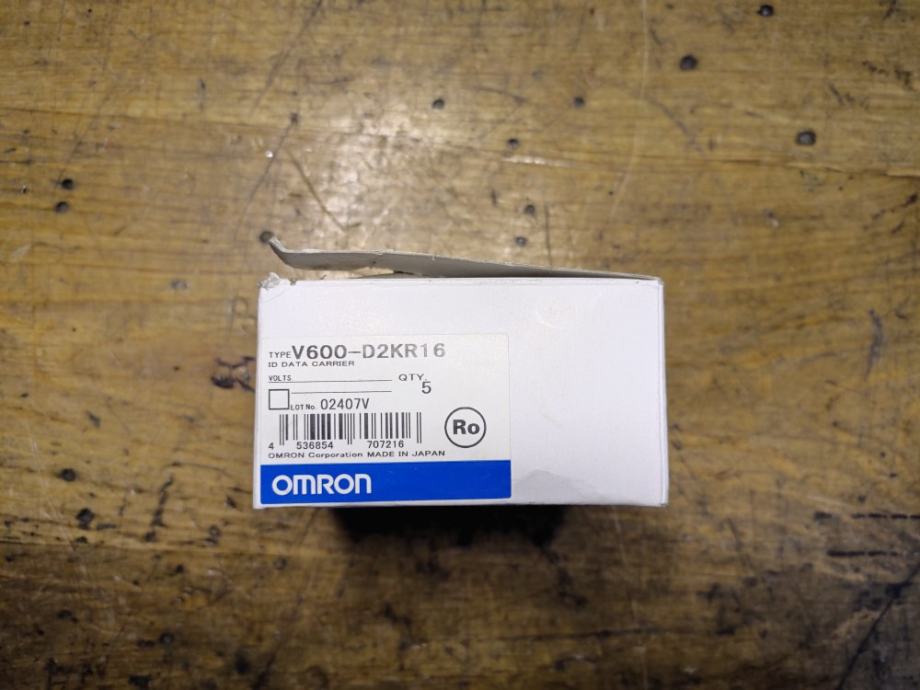 TYPE V600-D2KR16
ID DATA CARRIER
VOLTS
QTY. 5
LOT No. 02407V
Ro
4 536854 707216
OMRON Corporation MADE IN JAPAN
OMRON